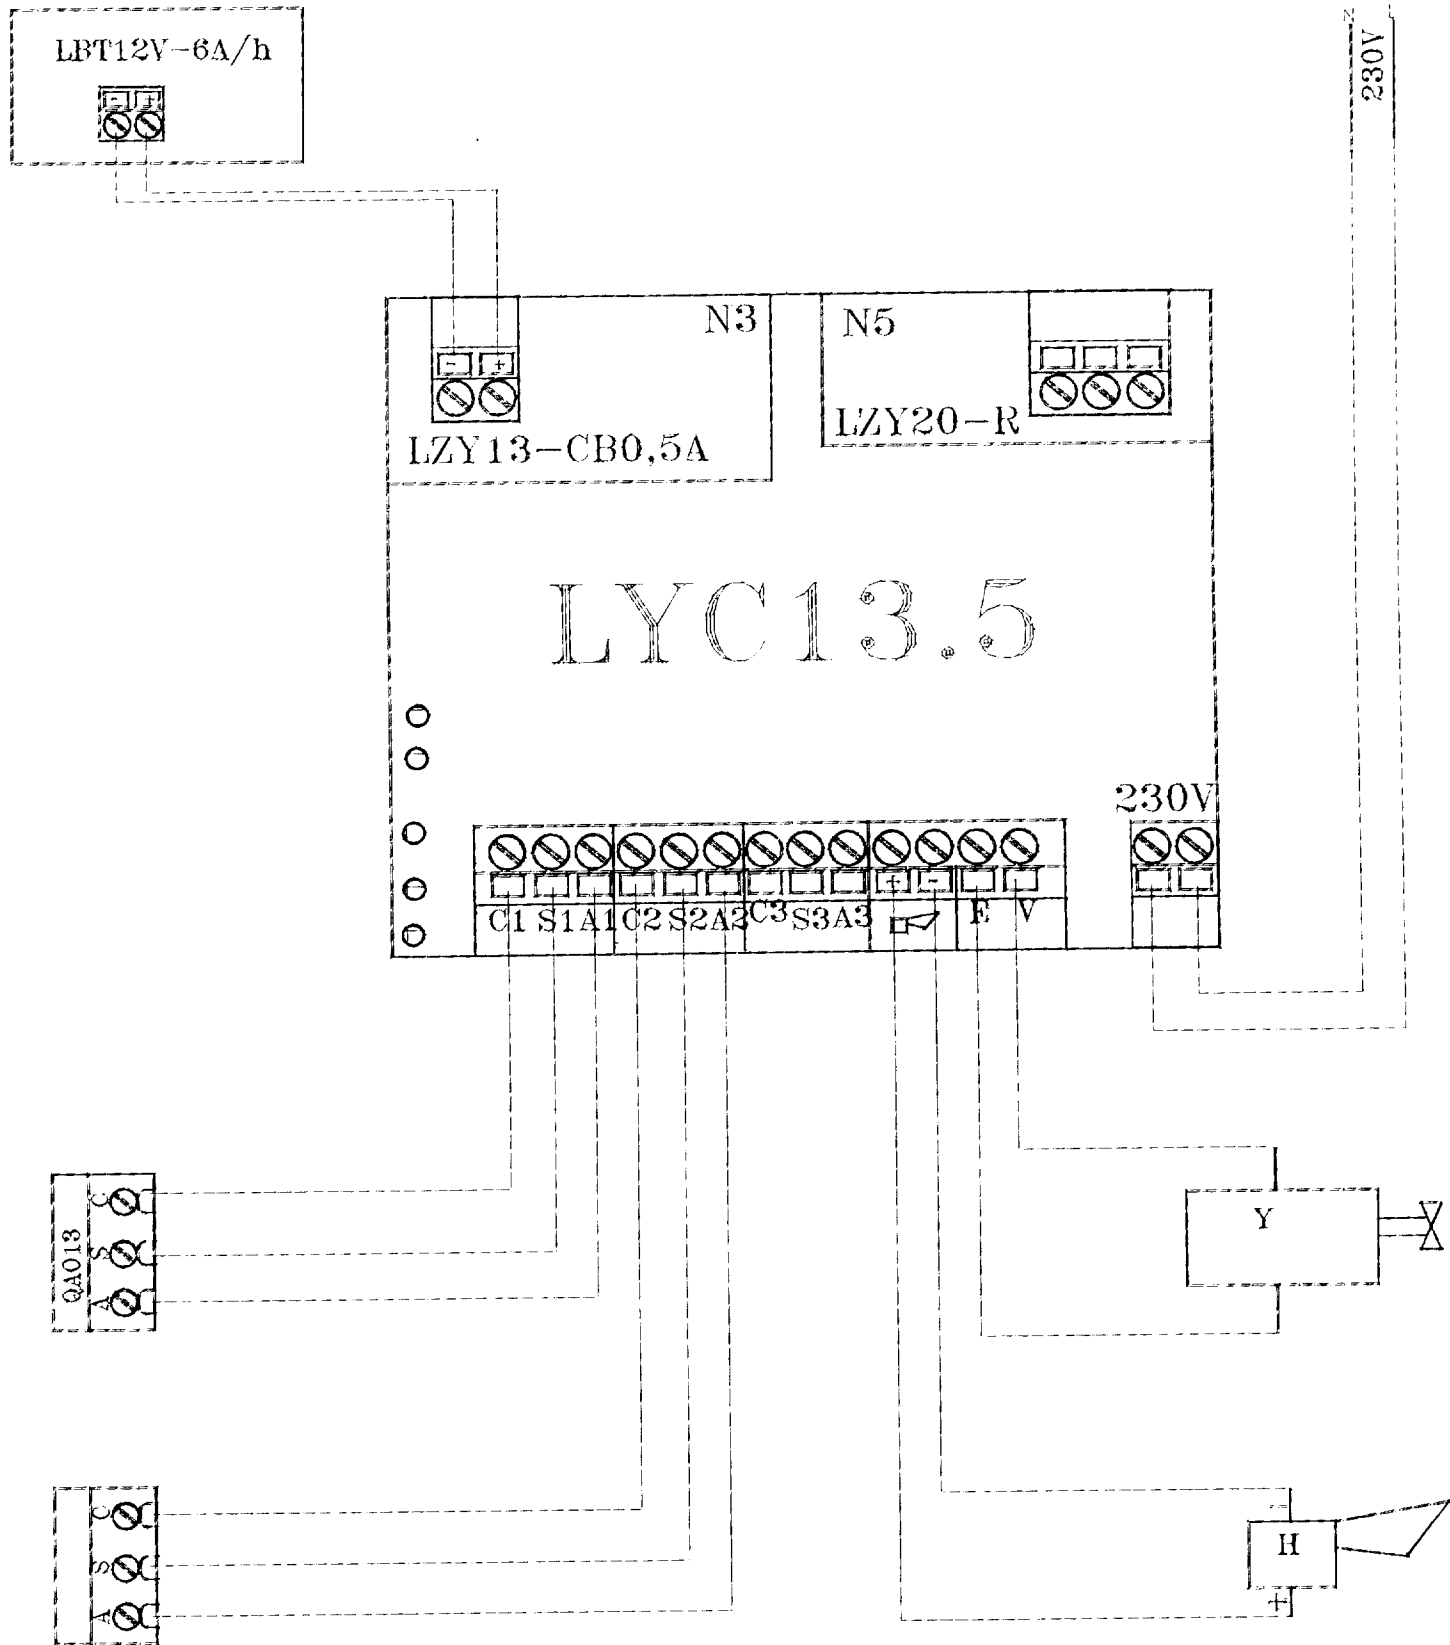 LBT12V-6A/h
- +
N
230V
N3
N5
- +
LZY13-CB0,5A
LZY20-R
LYC13.5
230V
+ -
C1 S1 A1 C2 S2 A2 C3 S3 A3 E V
QA013
C
S
A
Y
C
S
A
H
+